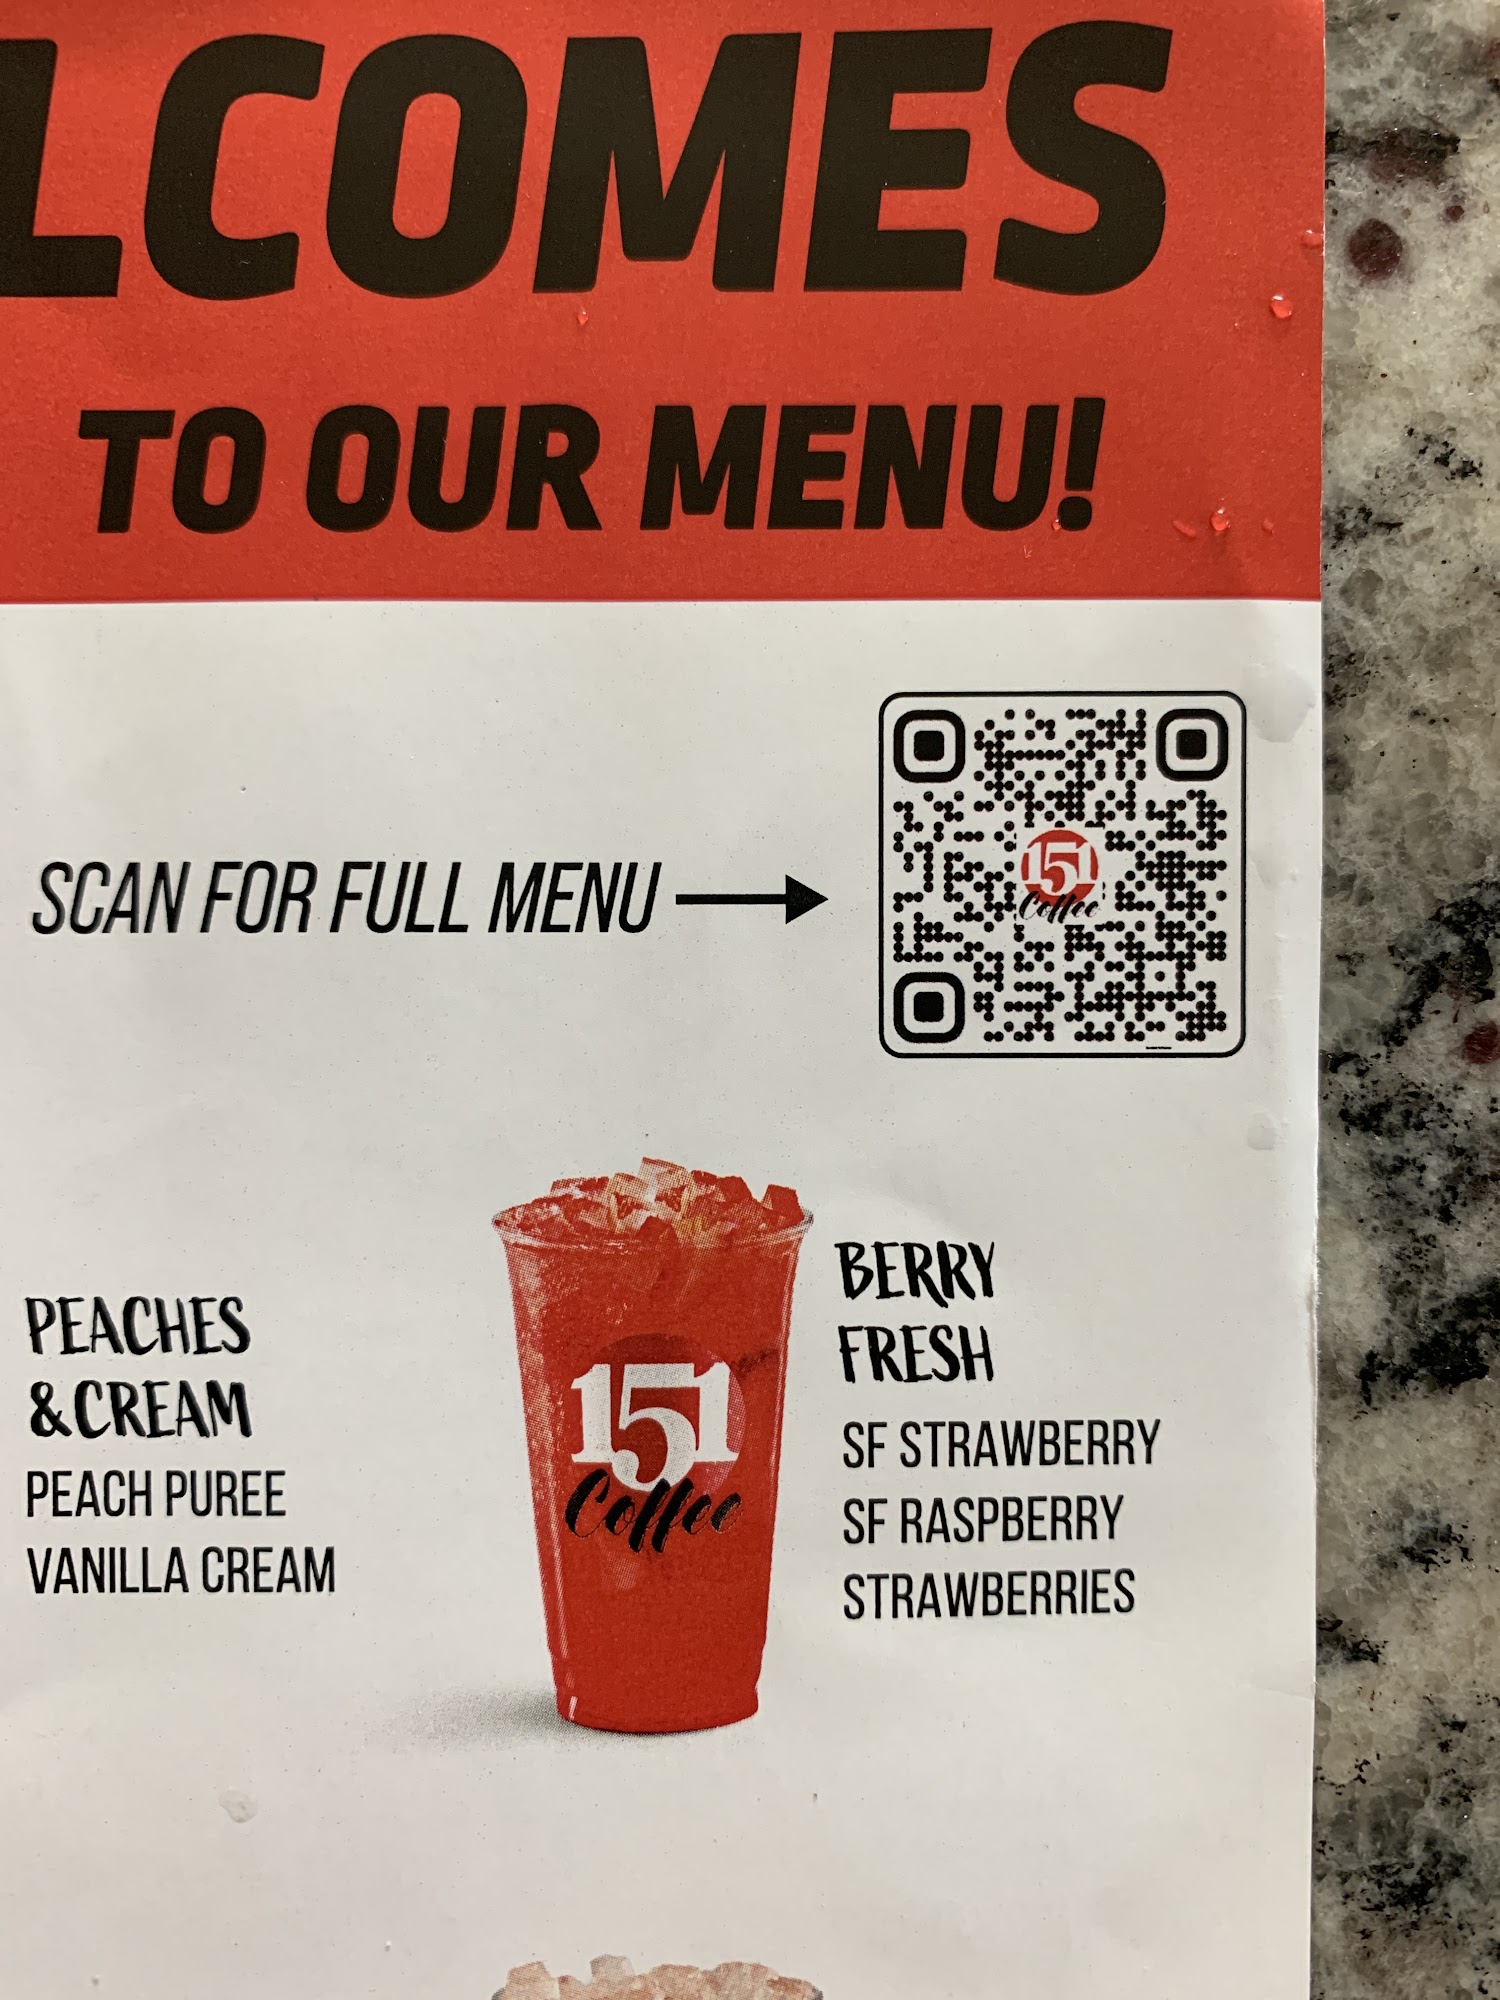 LCOMES
TO OUR MENU!
SCAN FOR FULL MENU
151
Coffee
PEACHES
& CREAM
PEACH PUREE
VANILLA CREAM
151
Coffee
BERRY
FRESH
SF STRAWBERRY
SF RASPBERRY
STRAWBERRIES